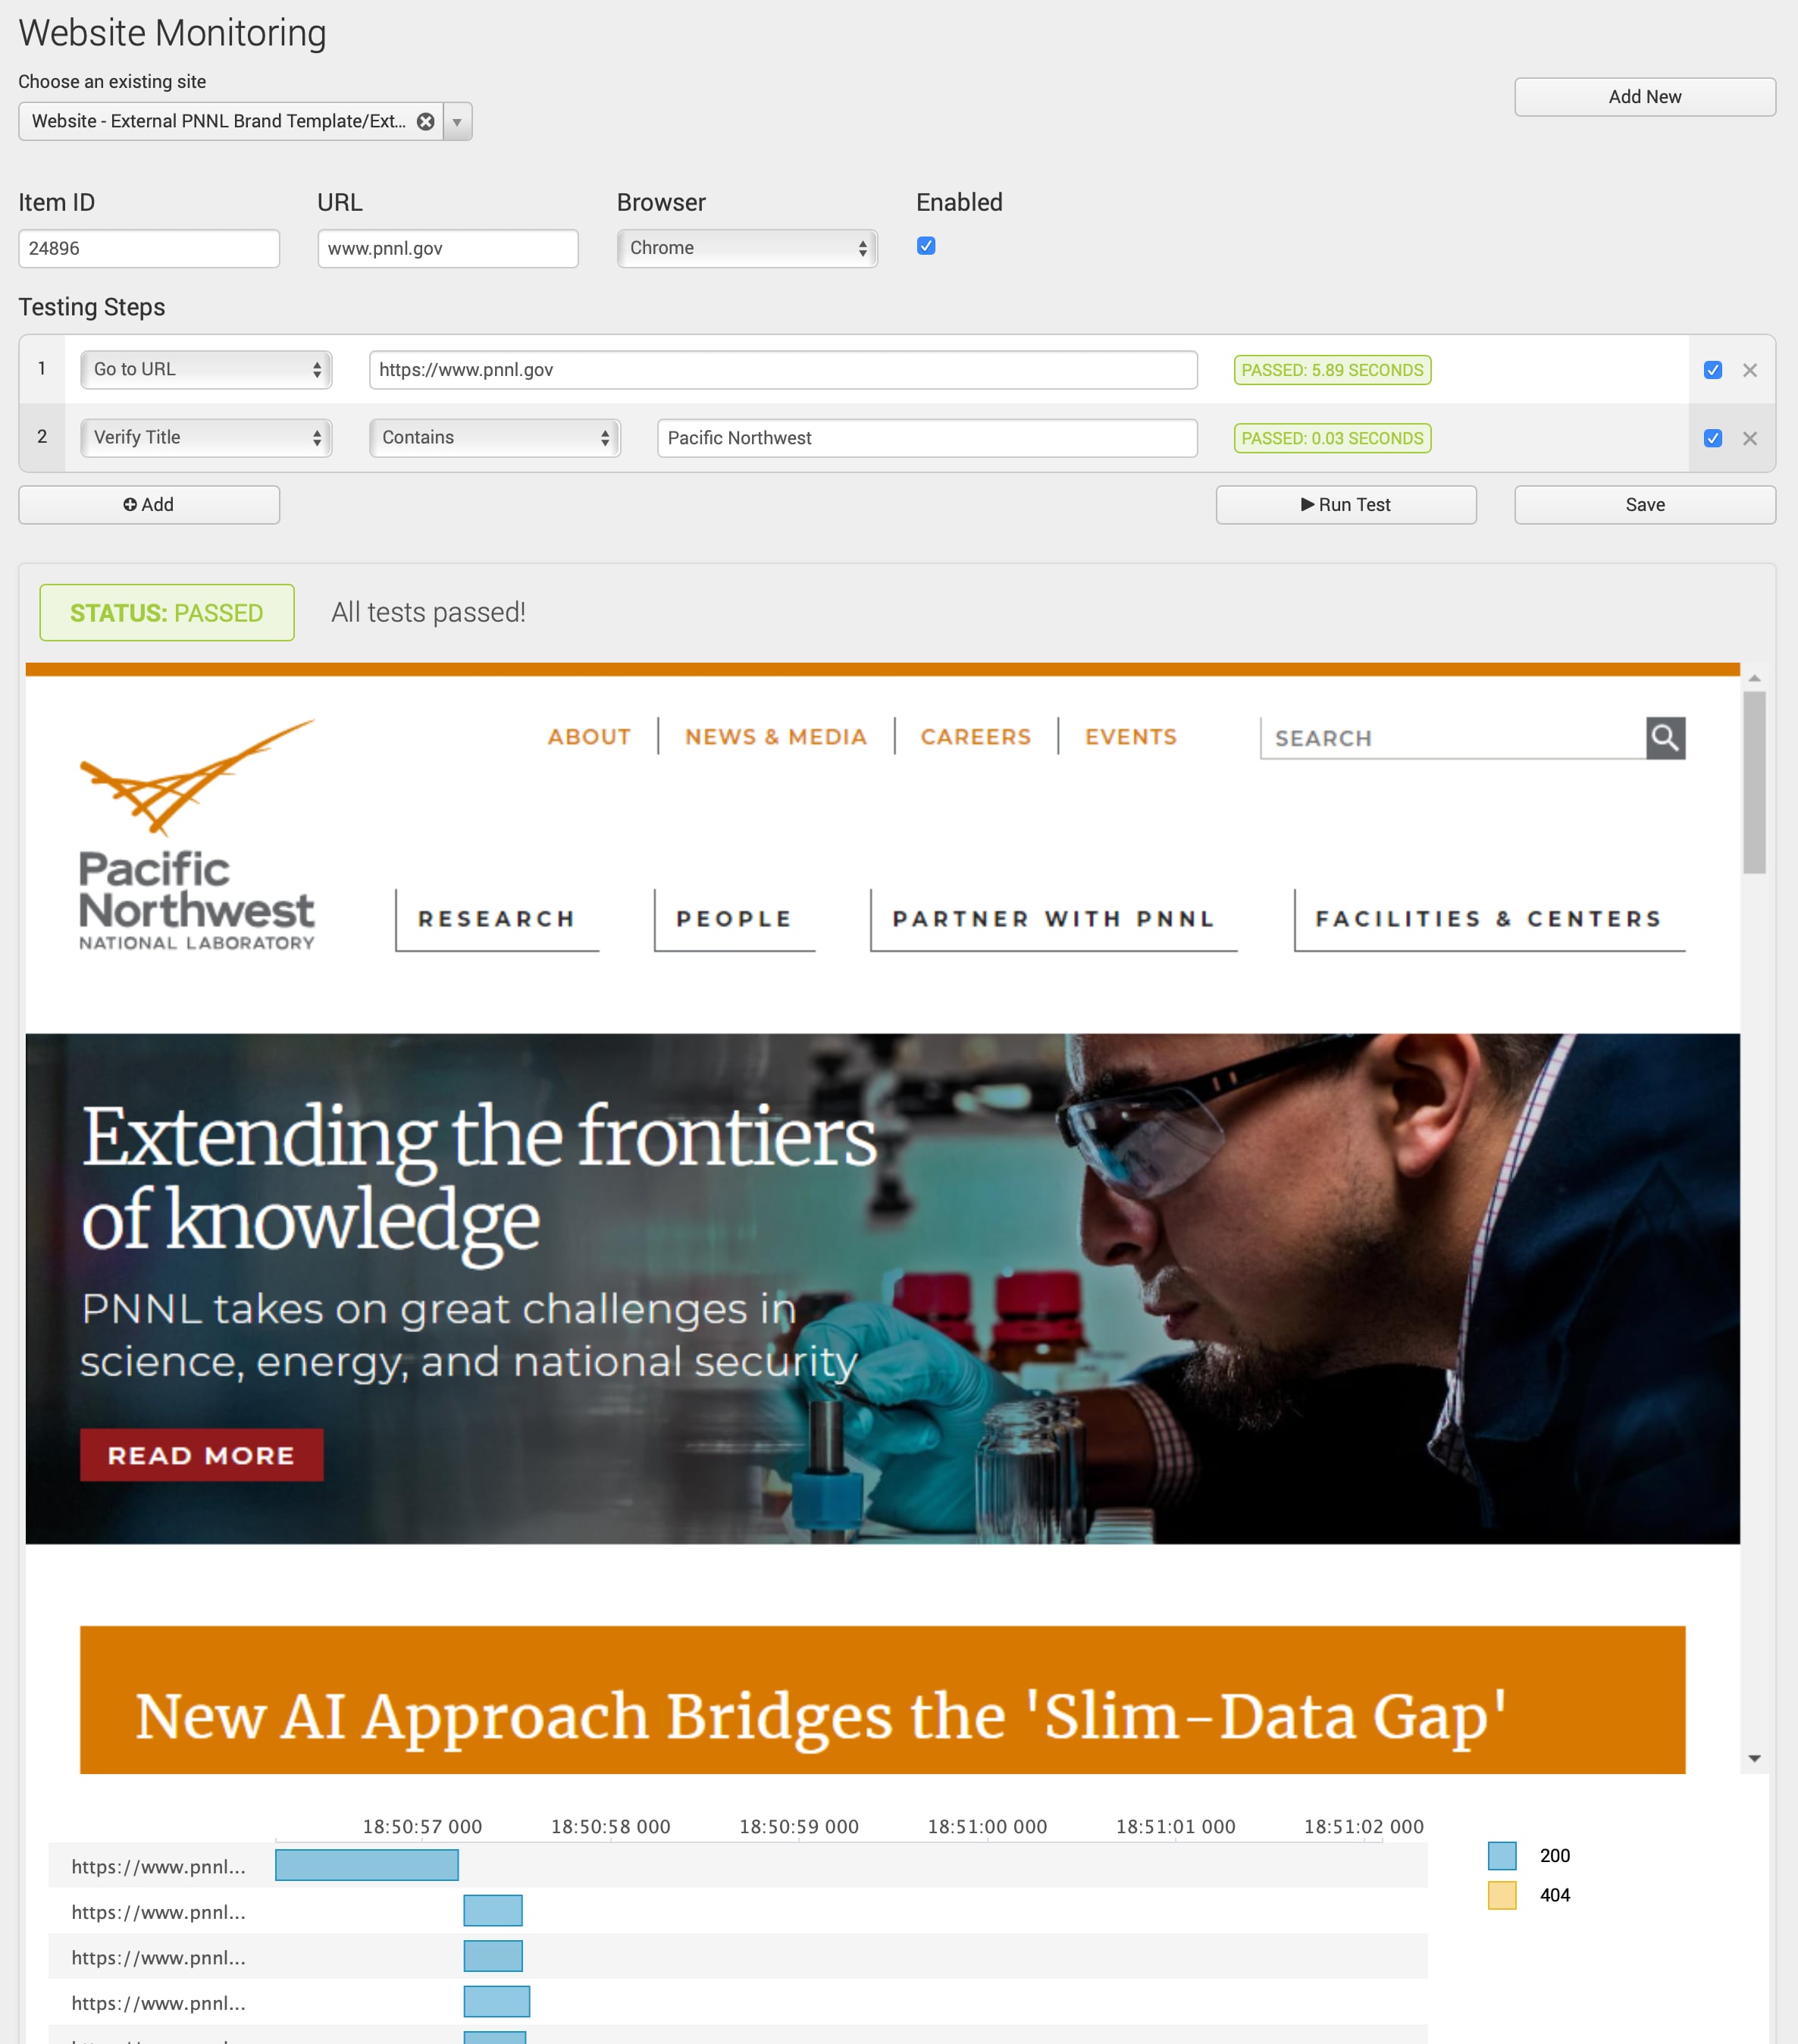 Website Monitoring
Choose an existing site
Website - External PNNL Brand Template/Ext...
Add New
Item ID
URL
Browser
Enabled
24896
www.pnnl.gov
Chrome
Testing Steps
1
Go to URL
https://www.pnnl.gov
PASSED: 5.89 SECONDS
2
Verify Title
Contains
Pacific Northwest
PASSED: 0.03 SECONDS
Add
Run Test
Save
STATUS: PASSED
All tests passed!
ABOUT
NEWS & MEDIA
CAREERS
EVENTS
SEARCH
Pacific
Northwest
NATIONAL LABORATORY
RESEARCH
PEOPLE
PARTNER WITH PNNL
FACILITIES & CENTERS
Extending the frontiers
of knowledge
PNNL takes on great challenges in
science, energy, and national security
READ MORE
New AI Approach Bridges the 'Slim-Data Gap'
18:50:57 000
18:50:58 000
18:50:59 000
18:51:00 000
18:51:01 000
18:51:02 000
https://www.pnnl...
https://www.pnnl...
https://www.pnnl...
https://www.pnnl...
200
404